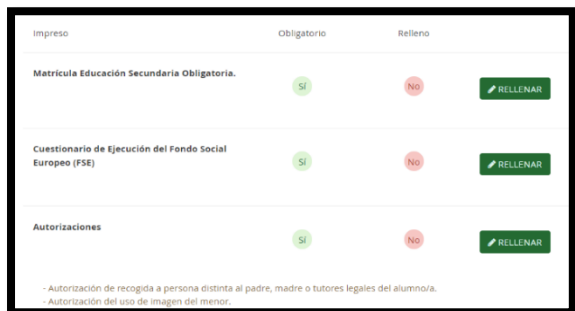 Impreso Obligatorio Relleno
Matrícula Educación Secundaria Obligatoria.
Sí No RELLENAR
Cuestionario de Ejecución del Fondo Social
Europeo (FSE)
Sí No RELLENAR
Autorizaciones
Sí No RELLENAR
- Autorización de recogida a persona distinta al padre, madre o tutores legales del alumno/a.
- Autorización del uso de imagen del menor.